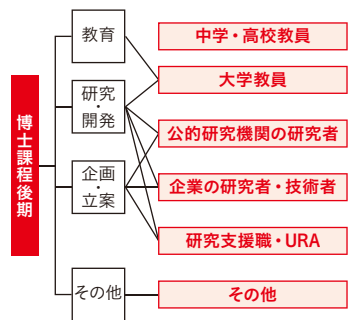 博士課程後期
教育
研究
・
開発
企画
・
立案
その他
中学・高校教員
大学教員
公的研究機関の研究者
企業の研究者・技術者
研究支援職・URA
その他